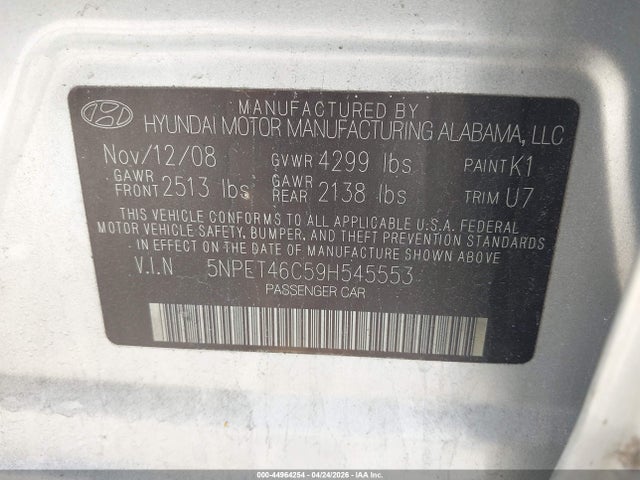 MANUFACTURED BY
HYUNDAI MOTOR MANUFACTURING ALABAMA, LLC
Nov/12/08 GVWR 4299 lbs PAINT K1
GAWR FRONT 2513 lbs GAWR REAR 2138 lbs TRIM U7
THIS VEHICLE CONFORMS TO ALL APPLICABLE U.S.A. FEDERAL
MOTOR VEHICLE SAFETY, BUMPER, AND THEFT PREVENTION STANDARDS
IN EFFECT ON THE DATE OF MANUFACTURE SHOWN ABOVE
V.I.N 5NPET46C59H545553
PASSENGER CAR
000-44964254 - 04/24/2026 - IAAI.COM